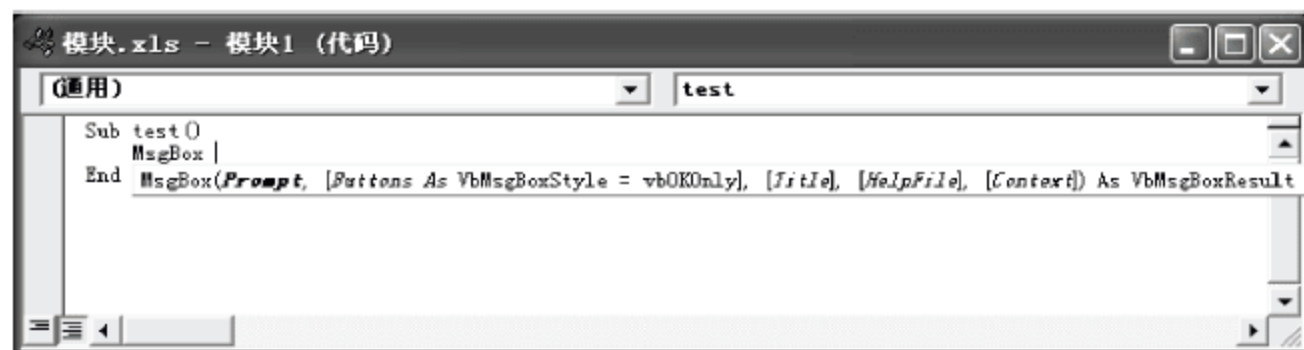 模块.xls - 模块1 (代码)
(通用) test
Sub test()
MsgBox
End
MsgBox(Prompt, [Buttons As VbMsgBoxStyle = vbOKOnly], [Title], [HelpFile], [Context]) As VbMsgBoxResult